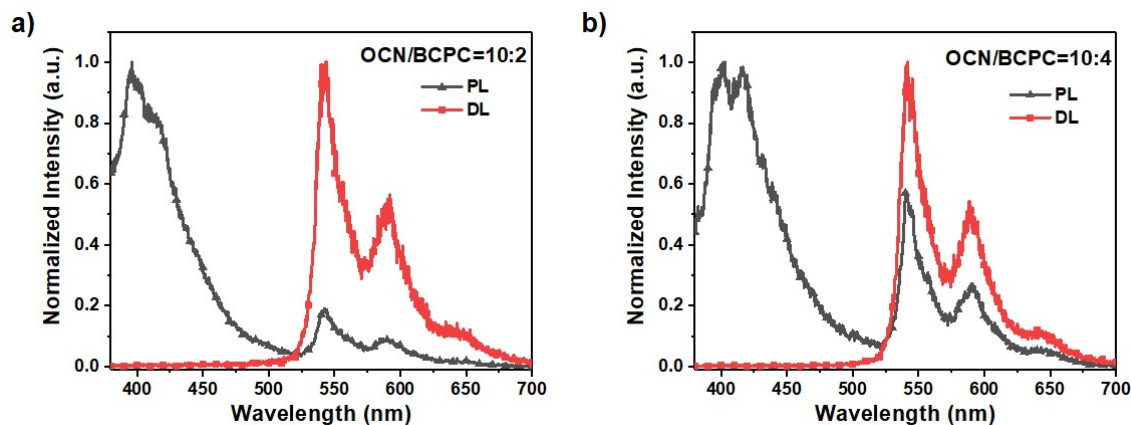 a)
OCN/BCPC=10:2
PL
DL
Normalized Intensity (a.u.)
1.0
0.8
0.6
0.4
0.2
0.0
400 450 500 550 600 650 700
Wavelength (nm)
b)
OCN/BCPC=10:4
PL
DL
Normalized Intensity (a.u.)
1.0
0.8
0.6
0.4
0.2
0.0
400 450 500 550 600 650 700
Wavelength (nm)